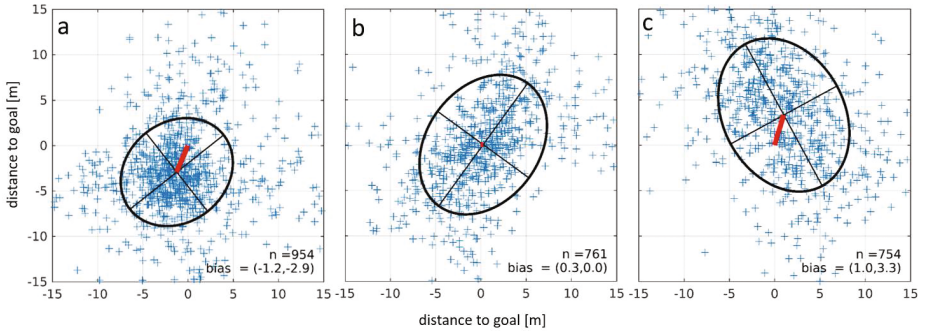 a
b
c
15
10
5
0
-5
-10
-15
distance to goal [m]
n =954
bias = (-1.2,-2.9)
n =761
bias = (0.3,0.0)
n =754
bias = (1.0,3.3)
15 -10 -5 0 5 10 15 -15 -10 -5 0 5 10 15 -15 -10 -5 0 5 10 15
distance to goal [m]